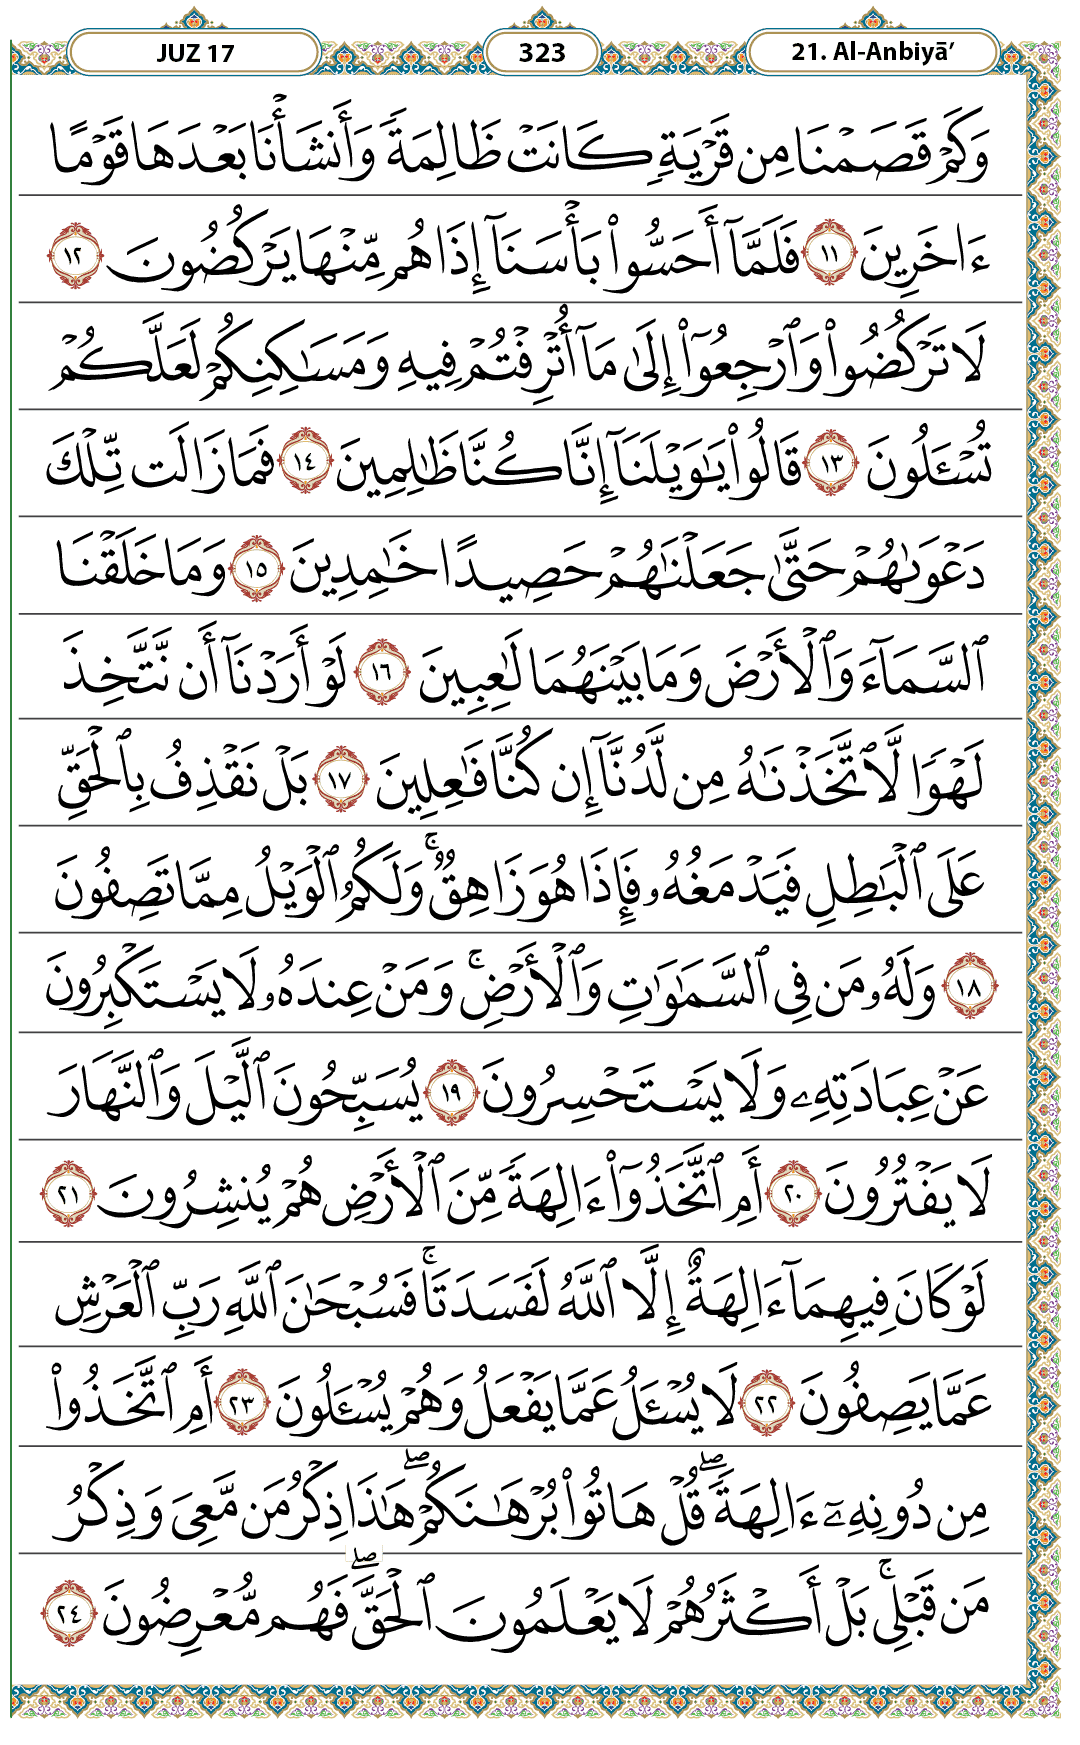 JUZ 17 323 21. Al-Anbiyā’
وَكَمْ قَصَمْنَا مِن قَرْيَةٍ كَانَتْ ظَالِمَةً وَأَنشَأْنَا بَعْدَهَا قَوْمًا
ءَاخَرِينَ ١١ فَلَمَّآ أَحَسُّوا۟ بَأْسَنَآ إِذَا هُم مِّنْهَا يَرْكُضُونَ ١٢
لَا تَرْكُضُوا۟ وَٱرْجِعُوٓا۟ إِلَىٰ مَآ أُتْرِفْتُمْ فِيهِ وَمَسَـٰكِنِكُمْ لَعَلَّكُمْ
تُسْـَٔلُونَ ١٣ قَالُوا۟ يَـٰوَيْلَنَآ إِنَّا كُنَّا ظَـٰلِمِينَ ١٤ فَمَا زَالَت تِّلْكَ
دَعْوَىٰهُمْ حَتَّىٰ جَعَلْنَـٰهُمْ حَصِيدًا خَـٰمِدِينَ ١٥ وَمَا خَلَقْنَا
ٱلسَّمَآءَ وَٱلْأَرْضَ وَمَا بَيْنَهُمَا لَـٰعِبِينَ ١٦ لَوْ أَرَدْنَآ أَن نَّتَّخِذَ
لَهْوًا لَّٱتَّخَذْنَـٰهُ مِن لَّدُنَّآ إِن كُنَّا فَـٰعِلِينَ ١٧ بَلْ نَقْذِفُ بِٱلْحَقِّ
عَلَى ٱلْبَـٰطِلِ فَيَدْمَغُهُۥ فَإِذَا هُوَ زَاهِقٌ ۚ وَلَكُمُ ٱلْوَيْلُ مِمَّا تَصِفُونَ
١٨ وَلَهُۥ مَن فِى ٱلسَّمَـٰوَٰتِ وَٱلْأَرْضِ ۚ وَمَنْ عِندَهُۥ لَا يَسْتَكْبِرُونَ
عَنْ عِبَادَتِهِۦ وَلَا يَسْتَحْسِرُونَ ١٩ يُسَبِّحُونَ ٱلَّيْلَ وَٱلنَّهَارَ
لَا يَفْتُرُونَ ٢٠ أَمِ ٱتَّخَذُوٓا۟ ءَالِهَةً مِّنَ ٱلْأَرْضِ هُمْ يُنشِرُونَ ٢١
لَوْ كَانَ فِيهِمَآ ءَالِهَةٌ إِلَّا ٱللَّهُ لَفَسَدَتَا ۚ فَسُبْحَـٰنَ ٱللَّهِ رَبِّ ٱلْعَرْشِ
عَمَّا يَصِفُونَ ٢٢ لَا يُسْـَٔلُ عَمَّا يَفْعَلُ وَهُمْ يُسْـَٔلُونَ ٢٣ أَمِ ٱتَّخَذُوا۟
مِن دُونِهِۦٓ ءَالِهَةً ۖ قُلْ هَاتُوا۟ بُرْهَـٰنَكُمْ ۖ هَـٰذَا ذِكْرُ مَن مَّعِىَ وَذِكْرُ
مَن قَبْلِى ۚ بَلْ أَكْثَرُهُمْ لَا يَعْلَمُونَ ٱلْحَقَّ ۖ فَهُم مُّعْرِضُونَ ٢٤